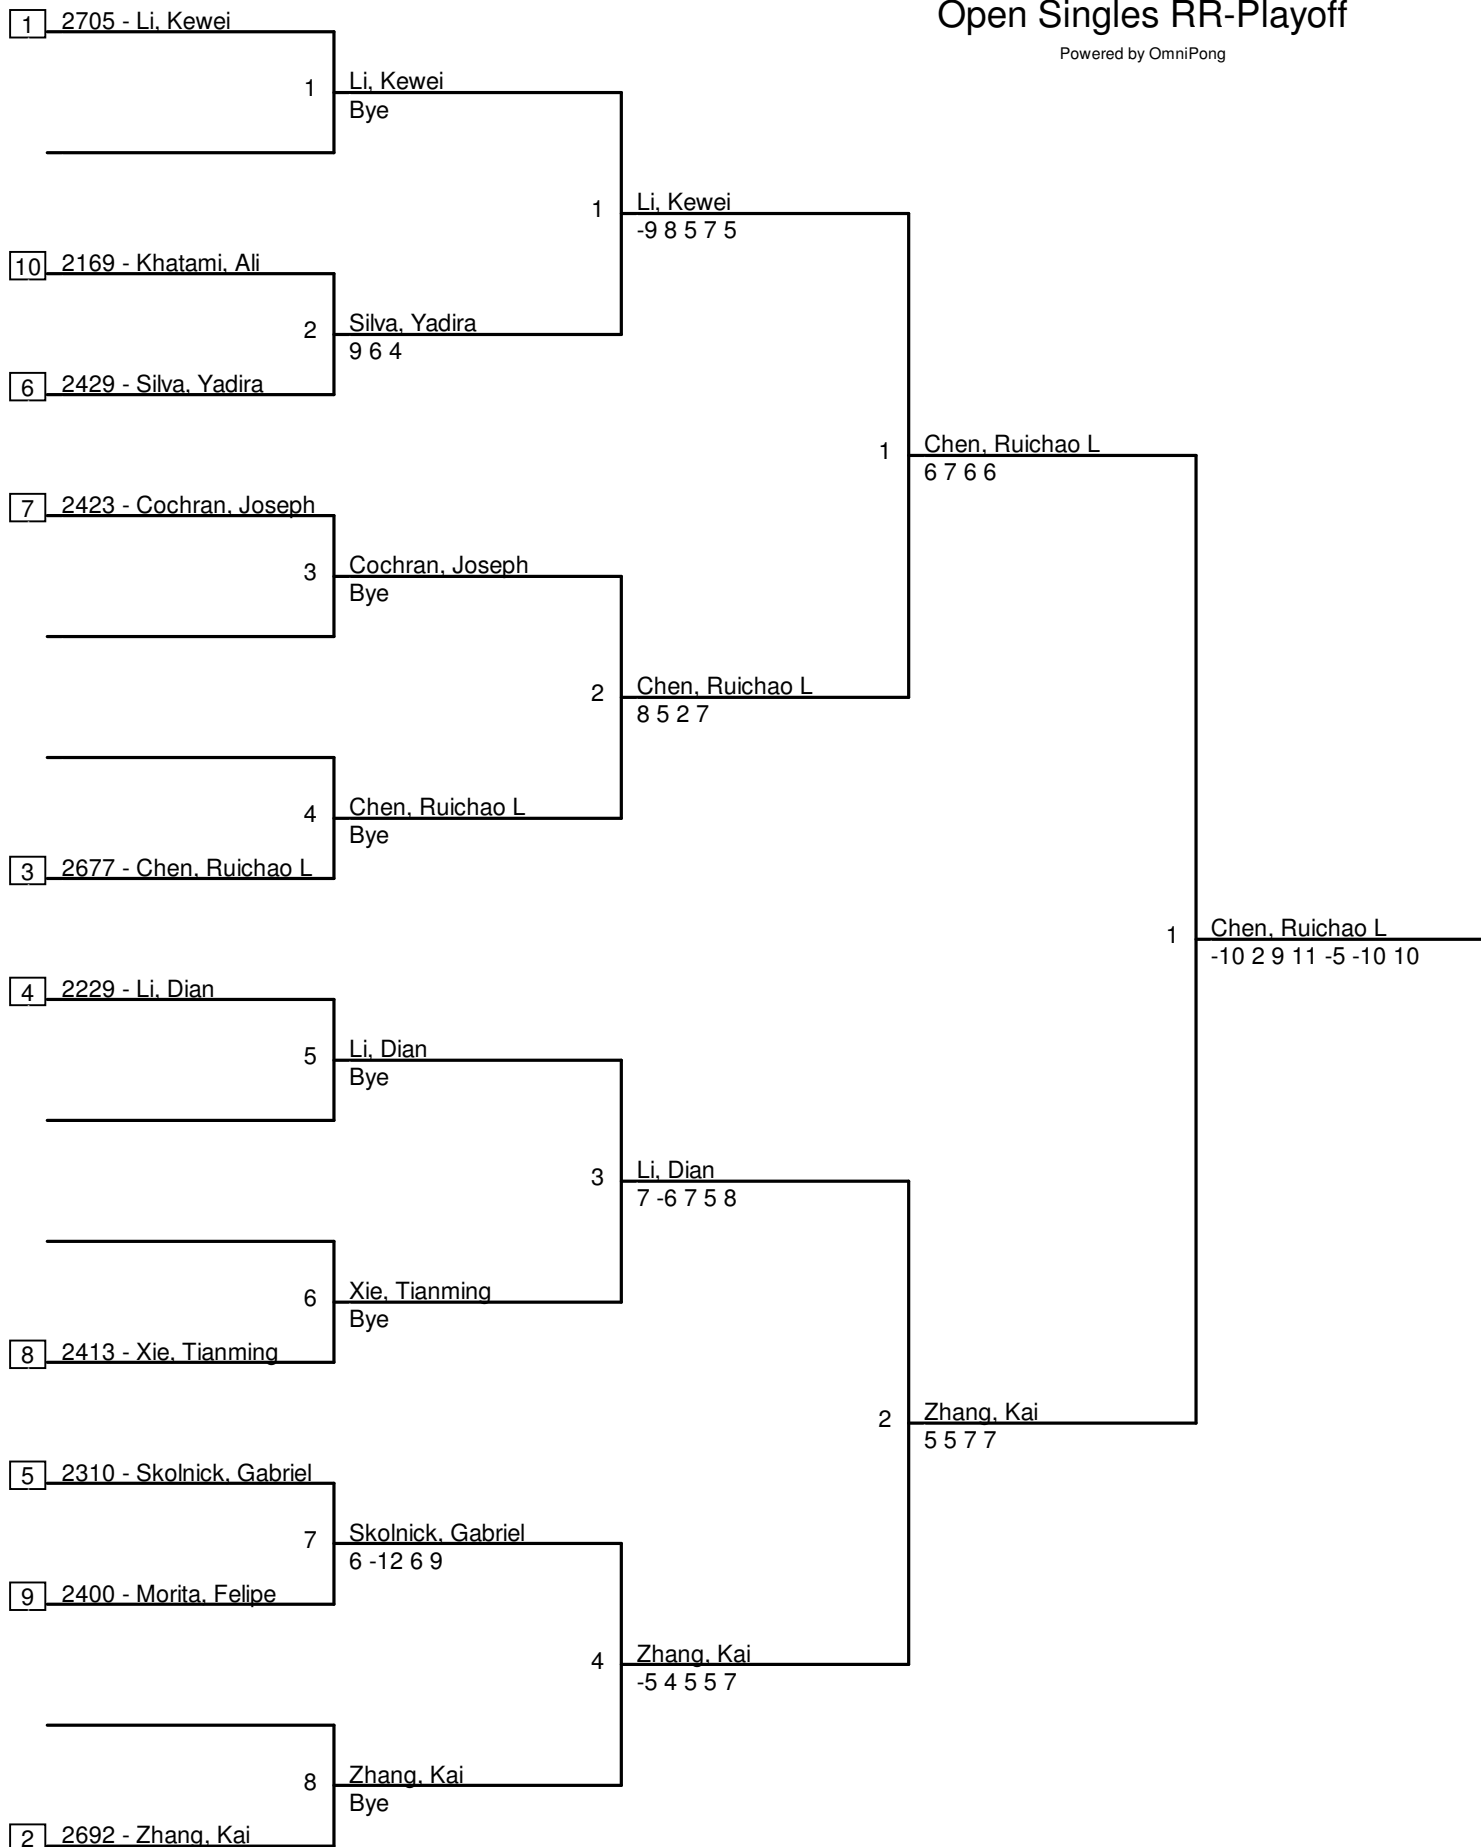 Open Singles RR-Playoff
Powered by OmniPong
1 2705 - Li, Kewei
1 Li, Kewei
Bye
1 Li, Kewei
-9 8 5 7 5
10 2169 - Khatami, Ali
2 Silva, Yadira
9 6 4
6 2429 - Silva, Yadira
1 Chen, Ruichao L
6 7 6 6
7 2423 - Cochran, Joseph
3 Cochran, Joseph
Bye
2 Chen, Ruichao L
8 5 2 7
4 Chen, Ruichao L
Bye
3 2677 - Chen, Ruichao L
1 Chen, Ruichao L
-10 2 9 11 -5 -10 10
4 2229 - Li, Dian
5 Li, Dian
Bye
3 Li, Dian
7 -6 7 5 8
6 Xie, Tianming
Bye
8 2413 - Xie, Tianming
2 Zhang, Kai
5 5 7 7
5 2310 - Skolnick, Gabriel
7 Skolnick, Gabriel
6 -12 6 9
9 2400 - Morita, Felipe
4 Zhang, Kai
-5 4 5 5 7
8 Zhang, Kai
Bye
2 2692 - Zhang, Kai